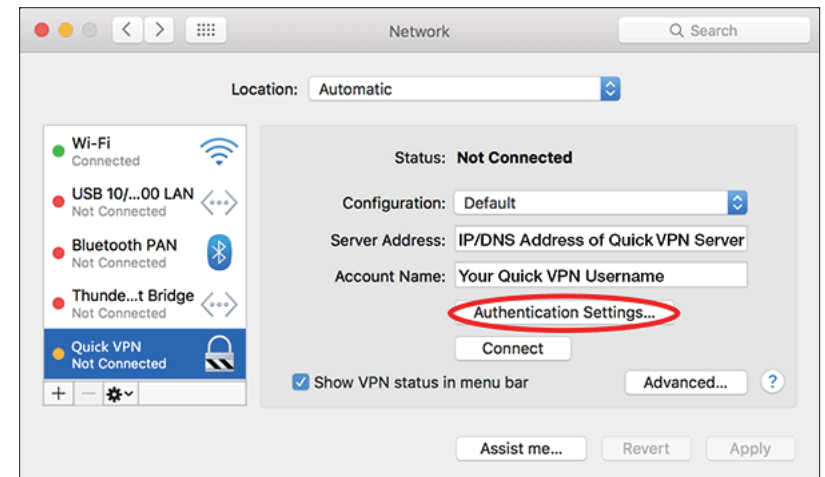 Network
Search
Location: Automatic
Wi-Fi
Connected
USB 10/...00 LAN
Not Connected
Bluetooth PAN
Not Connected
Thunde...t Bridge
Not Connected
Quick VPN
Not Connected
Status: Not Connected
Configuration: Default
Server Address: IP/DNS Address of Quick VPN Server
Account Name: Your Quick VPN Username
Authentication Settings...
Connect
Show VPN status in menu bar
Advanced...
?
Assist me...
Revert
Apply